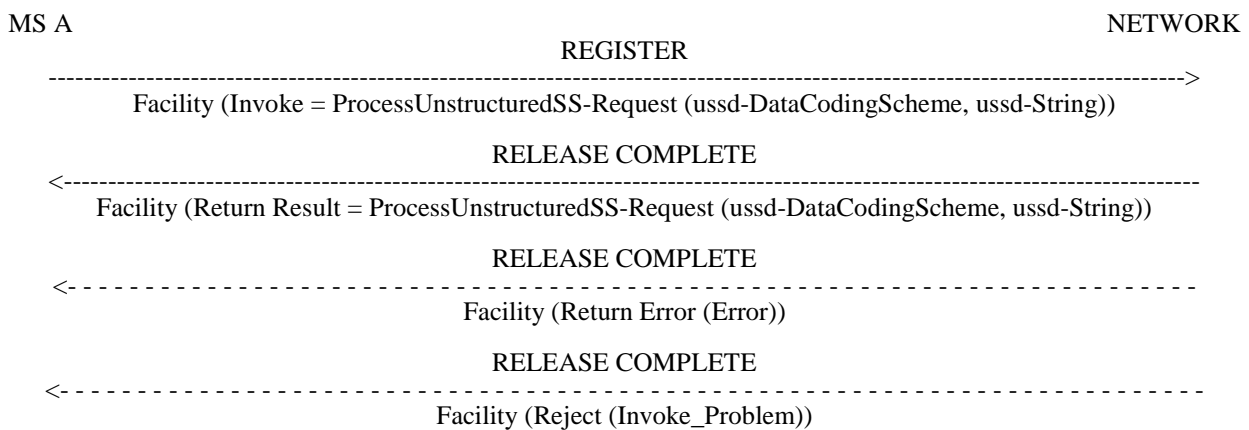 MS A NETWORK
REGISTER
------------------------------------------------------------------------------------------------------------------------------------>
Facility (Invoke = ProcessUnstructuredSS-Request (ussd-DataCodingScheme, ussd-String))
RELEASE COMPLETE
<------------------------------------------------------------------------------------------------------------------------------------
Facility (Return Result = ProcessUnstructuredSS-Request (ussd-DataCodingScheme, ussd-String))
RELEASE COMPLETE
<- - - - - - - - - - - - - - - - - - - - - - - - - - - - - - - - - - - - - - - - - - - - - - - - - - - - - - - - - - - - - - - - - - - - - - - -
Facility (Return Error (Error))
RELEASE COMPLETE
<- - - - - - - - - - - - - - - - - - - - - - - - - - - - - - - - - - - - - - - - - - - - - - - - - - - - - - - - - - - - - - - - - - - - - - - -
Facility (Reject (Invoke_Problem))